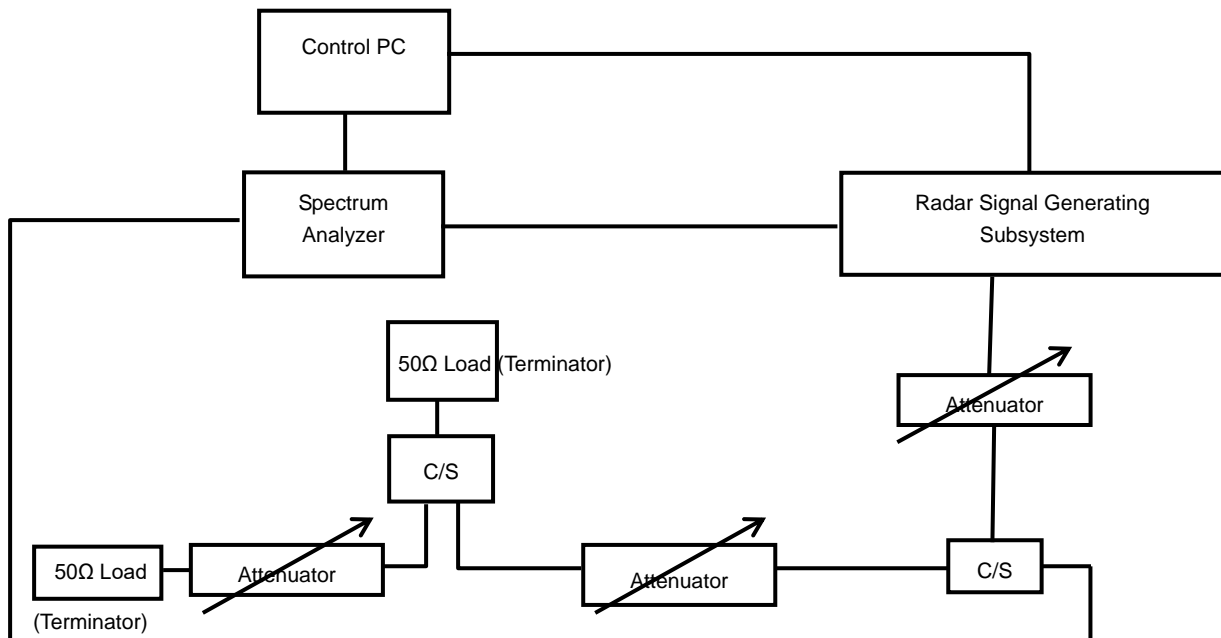 Control PC
Spectrum
Analyzer
Radar Signal Generating
Subsystem
50Ω Load (Terminator)
Attenuator
C/S
50Ω Load
(Terminator)
Attenuator
Attenuator
C/S